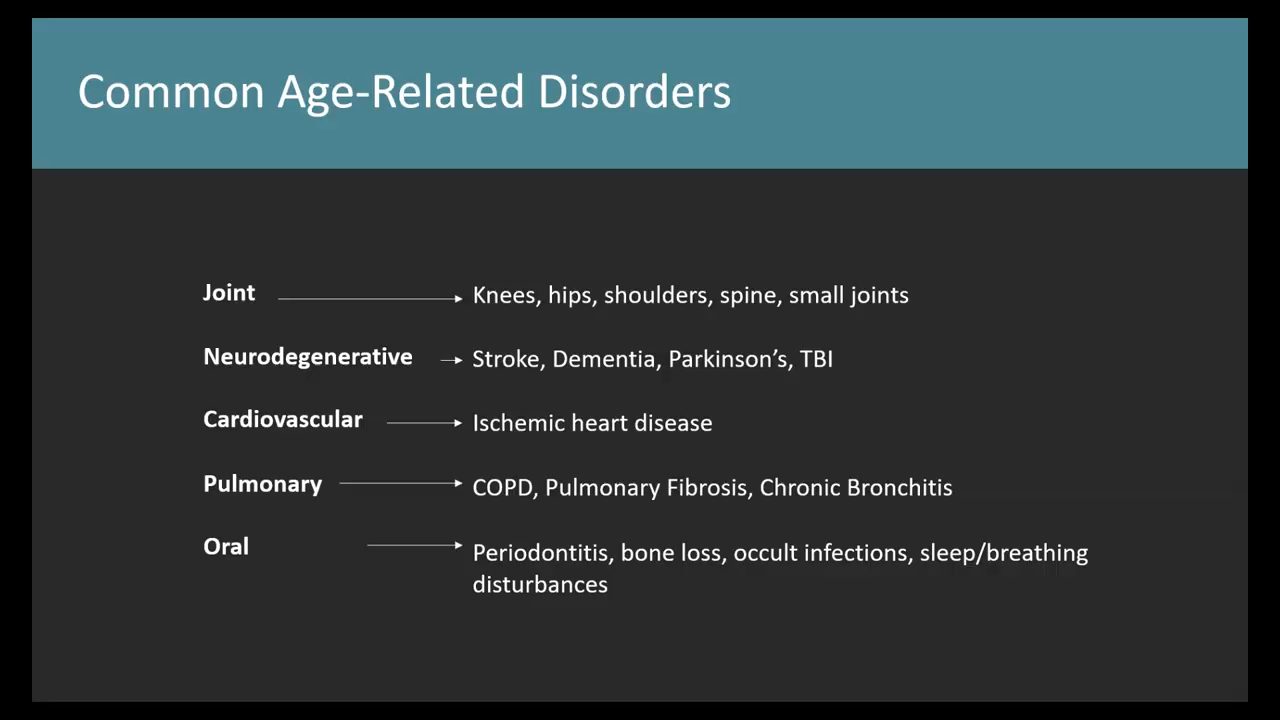 Common Age-Related Disorders
Joint
Knees, hips, shoulders, spine, small joints
Neurodegenerative
Stroke, Dementia, Parkinson’s, TBI
Cardiovascular
Ischemic heart disease
Pulmonary
COPD, Pulmonary Fibrosis, Chronic Bronchitis
Oral
Periodontitis, bone loss, occult infections, sleep/breathing
disturbances